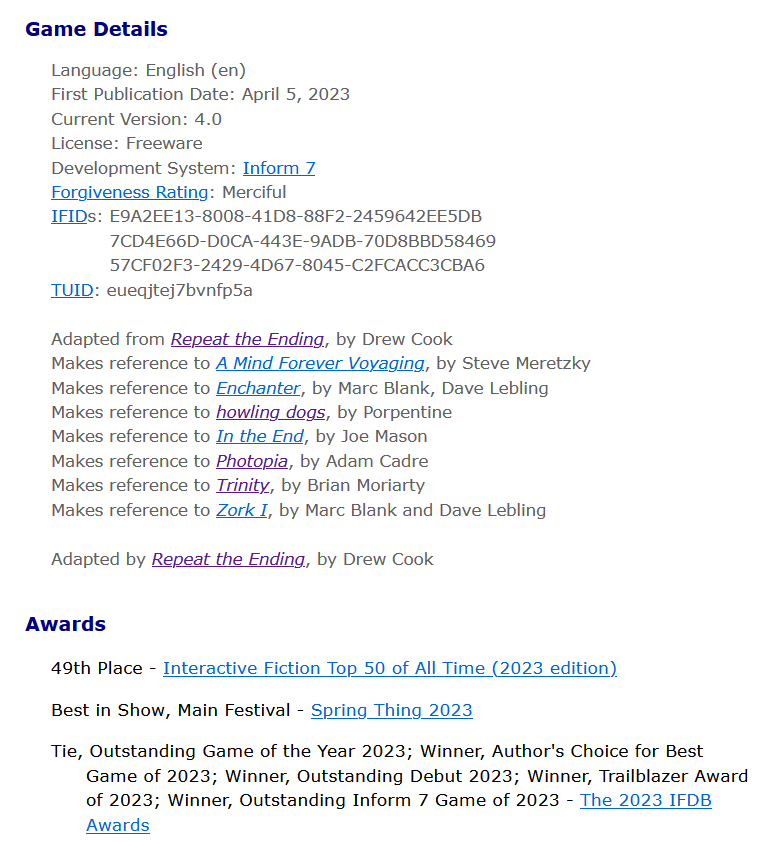 Game Details
Language: English (en)
First Publication Date: April 5, 2023
Current Version: 4.0
License: Freeware
Development System: Inform 7
Forgiveness Rating: Merciful
IFIDs: E9A2EE13-8008-41D8-88F2-2459642EE5DB
7CD4E66D-D0CA-443E-9ADB-70D8BBD58469
57CF02F3-2429-4D67-8045-C2FCACC3CBA6
TUID: eueqjtej7bvnfp5a
Adapted from Repeat the Ending, by Drew Cook
Makes reference to A Mind Forever Voyaging, by Steve Meretzky
Makes reference to Enchanter, by Marc Blank, Dave Lebling
Makes reference to howling dogs, by Porpentine
Makes reference to In the End, by Joe Mason
Makes reference to Photopia, by Adam Cadre
Makes reference to Trinity, by Brian Moriarty
Makes reference to Zork I, by Marc Blank and Dave Lebling
Adapted by Repeat the Ending, by Drew Cook
Awards
49th Place - Interactive Fiction Top 50 of All Time (2023 edition)
Best in Show, Main Festival - Spring Thing 2023
Tie, Outstanding Game of the Year 2023; Winner, Author's Choice for Best
Game of 2023; Winner, Outstanding Debut 2023; Winner, Trailblazer Award
of 2023; Winner, Outstanding Inform 7 Game of 2023 - The 2023 IFDB
Awards